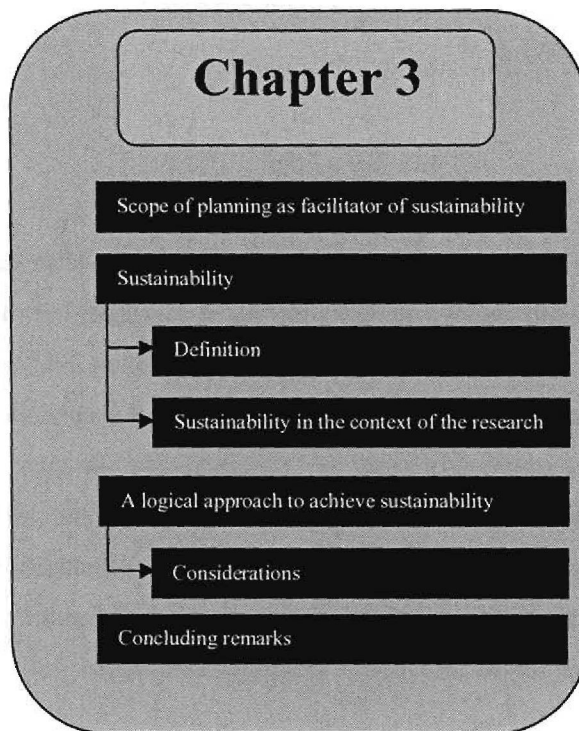 Chapter 3
Scope of planning as facilitator of sustainability
Sustainability
Definition
Sustainability in the context of the research
A logical approach to achieve sustainability
Considerations
Concluding remarks